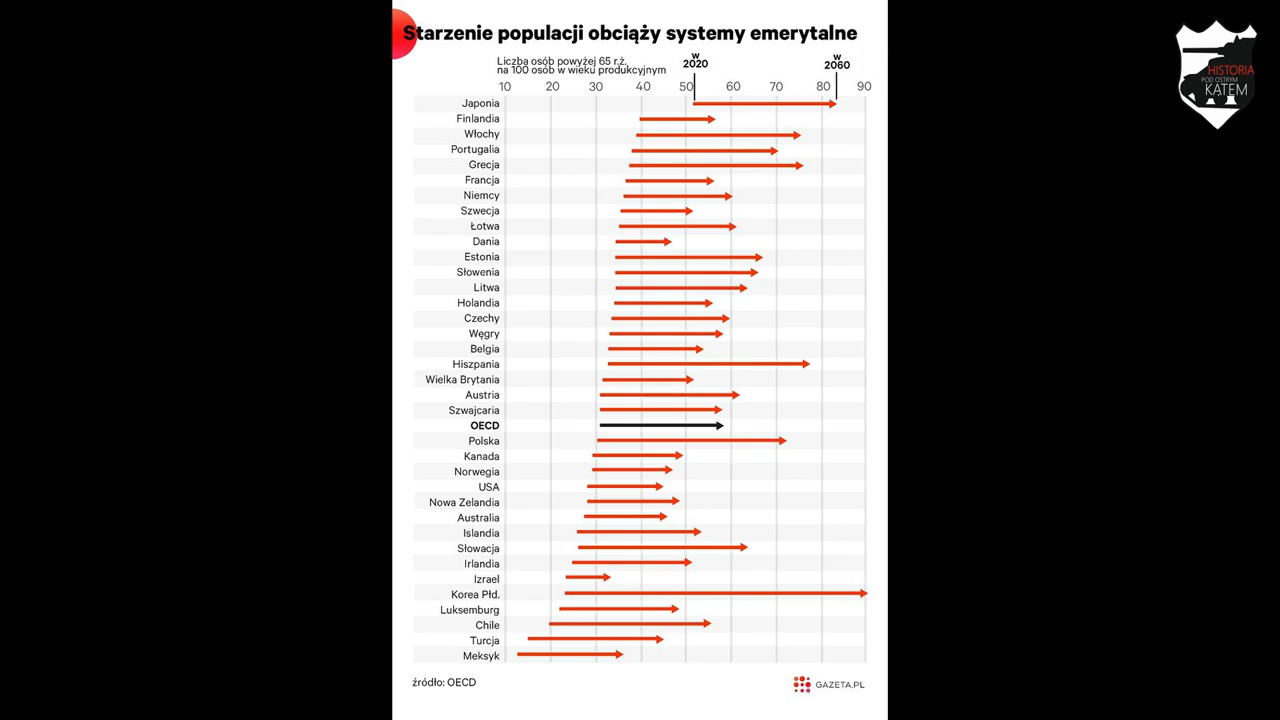 Starzenie populacji obciąży systemy emerytalne
Liczba osób powyżej 65 r.ż.
na 100 osób w wieku produkcyjnym
w
2020
w
2060
10 20 30 40 50 60 70 80 90
Japonia
Finlandia
Włochy
Portugalia
Grecja
Francja
Niemcy
Szwecja
Łotwa
Dania
Estonia
Słowenia
Litwa
Holandia
Czechy
Węgry
Belgia
Hiszpania
Wielka Brytania
Austria
Szwajcaria
OECD
Polska
Kanada
Norwegia
USA
Nowa Zelandia
Australia
Islandia
Słowacja
Irlandia
Izrael
Korea Płd.
Luksemburg
Chile
Turcja
Meksyk
źródło: OECD
GAZETA.PL
HISTORIA
POD OSTRYM
KĄTEM